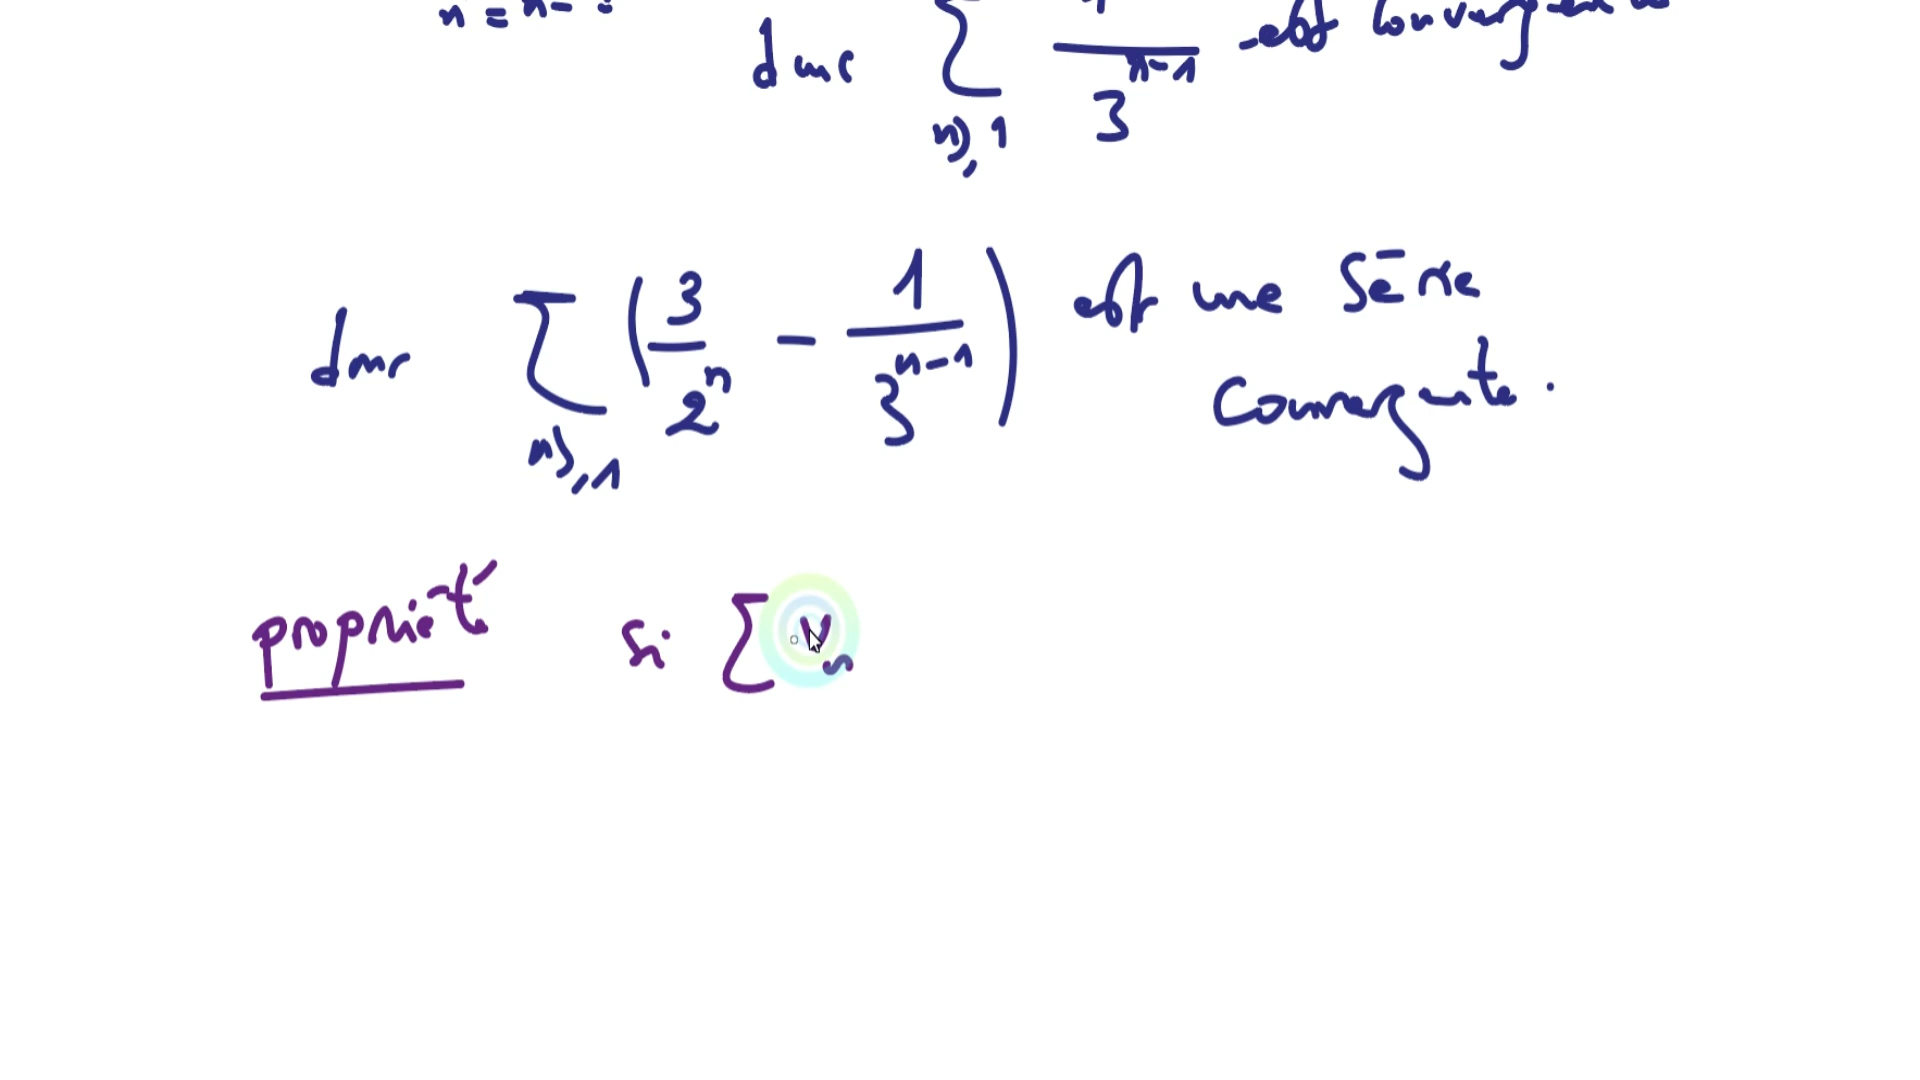 n =
donc ∑ n⩾1 1/3^(n-1) est convergente
donc ∑ n⩾1 (3/2^n - 1/3^(n-1)) est une série
convergente.
propriété si ∑ Vn